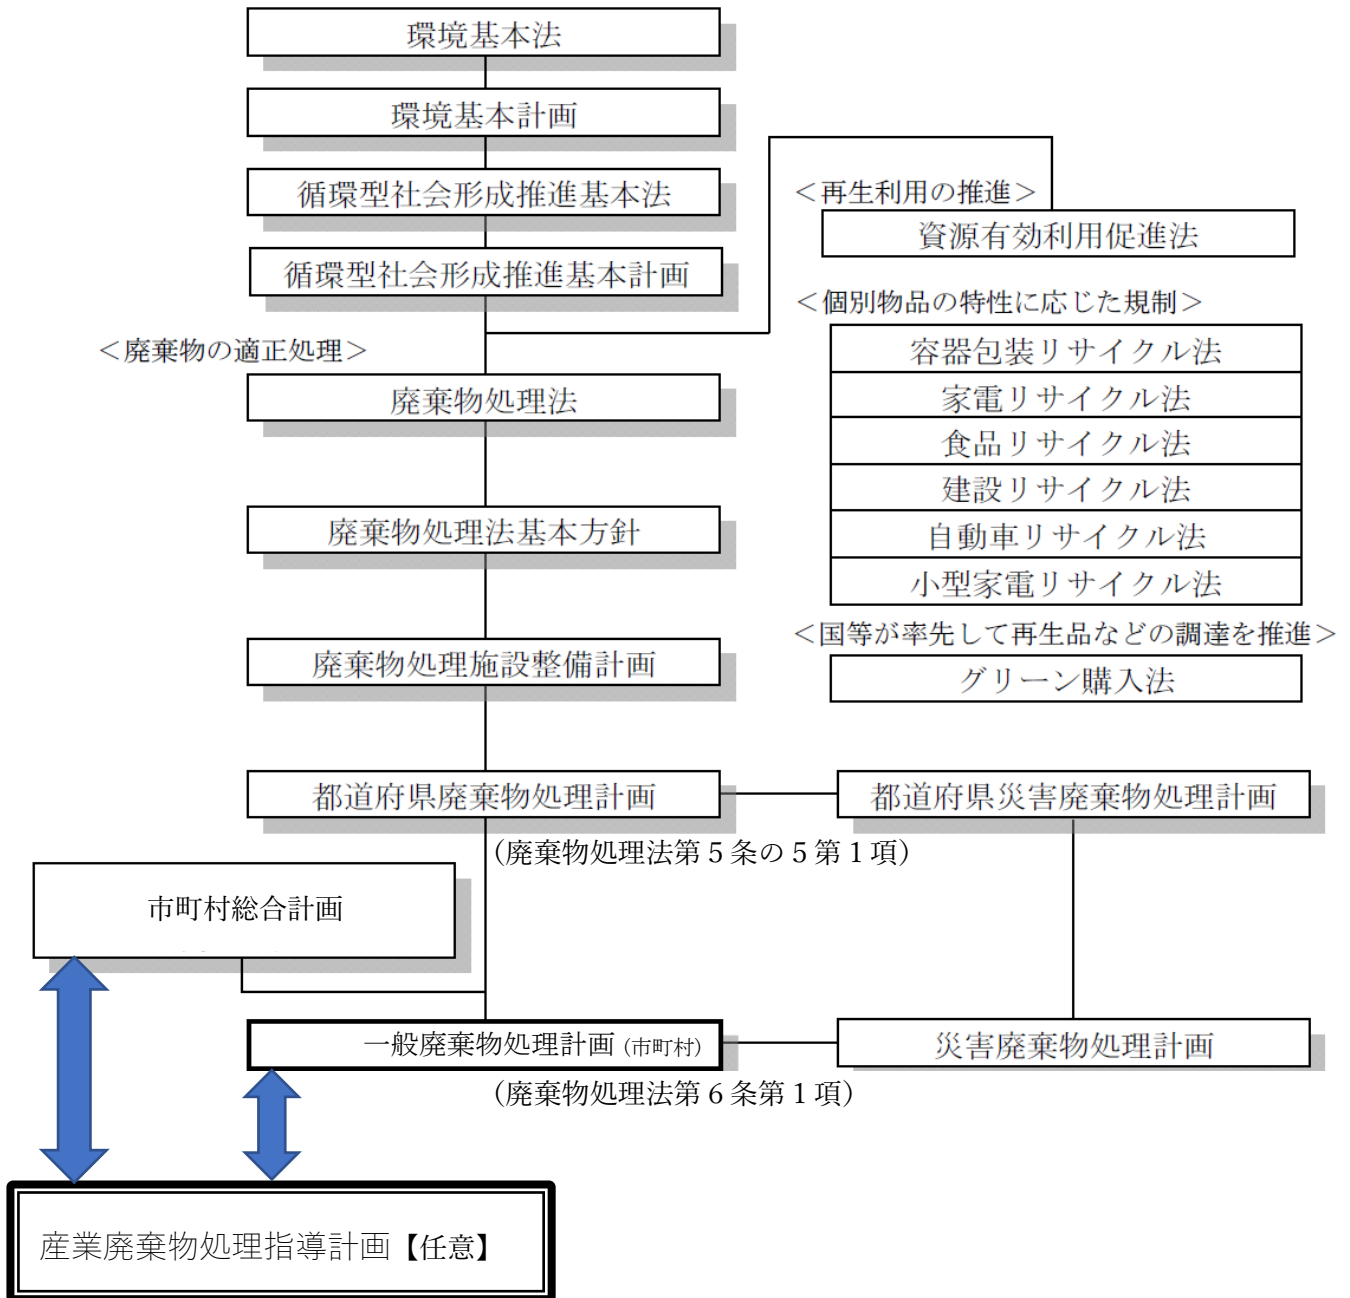 環境基本法
環境基本計画
循環型社会形成推進基本法
循環型社会形成推進基本計画
＜再生利用の推進＞
資源有効利用促進法
＜個別物品の特性に応じた規制＞
容器包装リサイクル法
家電リサイクル法
食品リサイクル法
建設リサイクル法
自動車リサイクル法
小型家電リサイクル法
＜国等が率先して再生品などの調達を推進＞
グリーン購入法
＜廃棄物の適正処理＞
廃棄物処理法
廃棄物処理法基本方針
廃棄物処理施設整備計画
都道府県廃棄物処理計画
都道府県災害廃棄物処理計画
（廃棄物処理法第５条の５第１項）
市町村総合計画
一般廃棄物処理計画（市町村）
災害廃棄物処理計画
（廃棄物処理法第６条第１項）
産業廃棄物処理指導計画【任意】